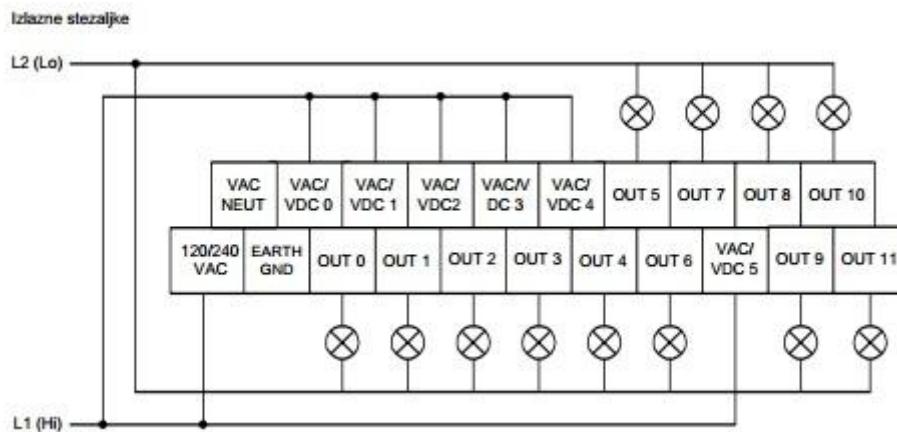 Izlazne stezaljke
L2 (Lo)
VAC NEUT
VAC/ VDC 0
VAC/ VDC 1
VAC/ VDC2
VAC/V DC 3
VAC/ VDC 4
OUT 5
OUT 7
OUT 8
OUT 10
120/240 VAC
EARTH GND
OUT 0
OUT 1
OUT 2
OUT 3
OUT 4
OUT 6
VAC/ VDC 5
OUT 9
OUT 11
L1 (Hi)